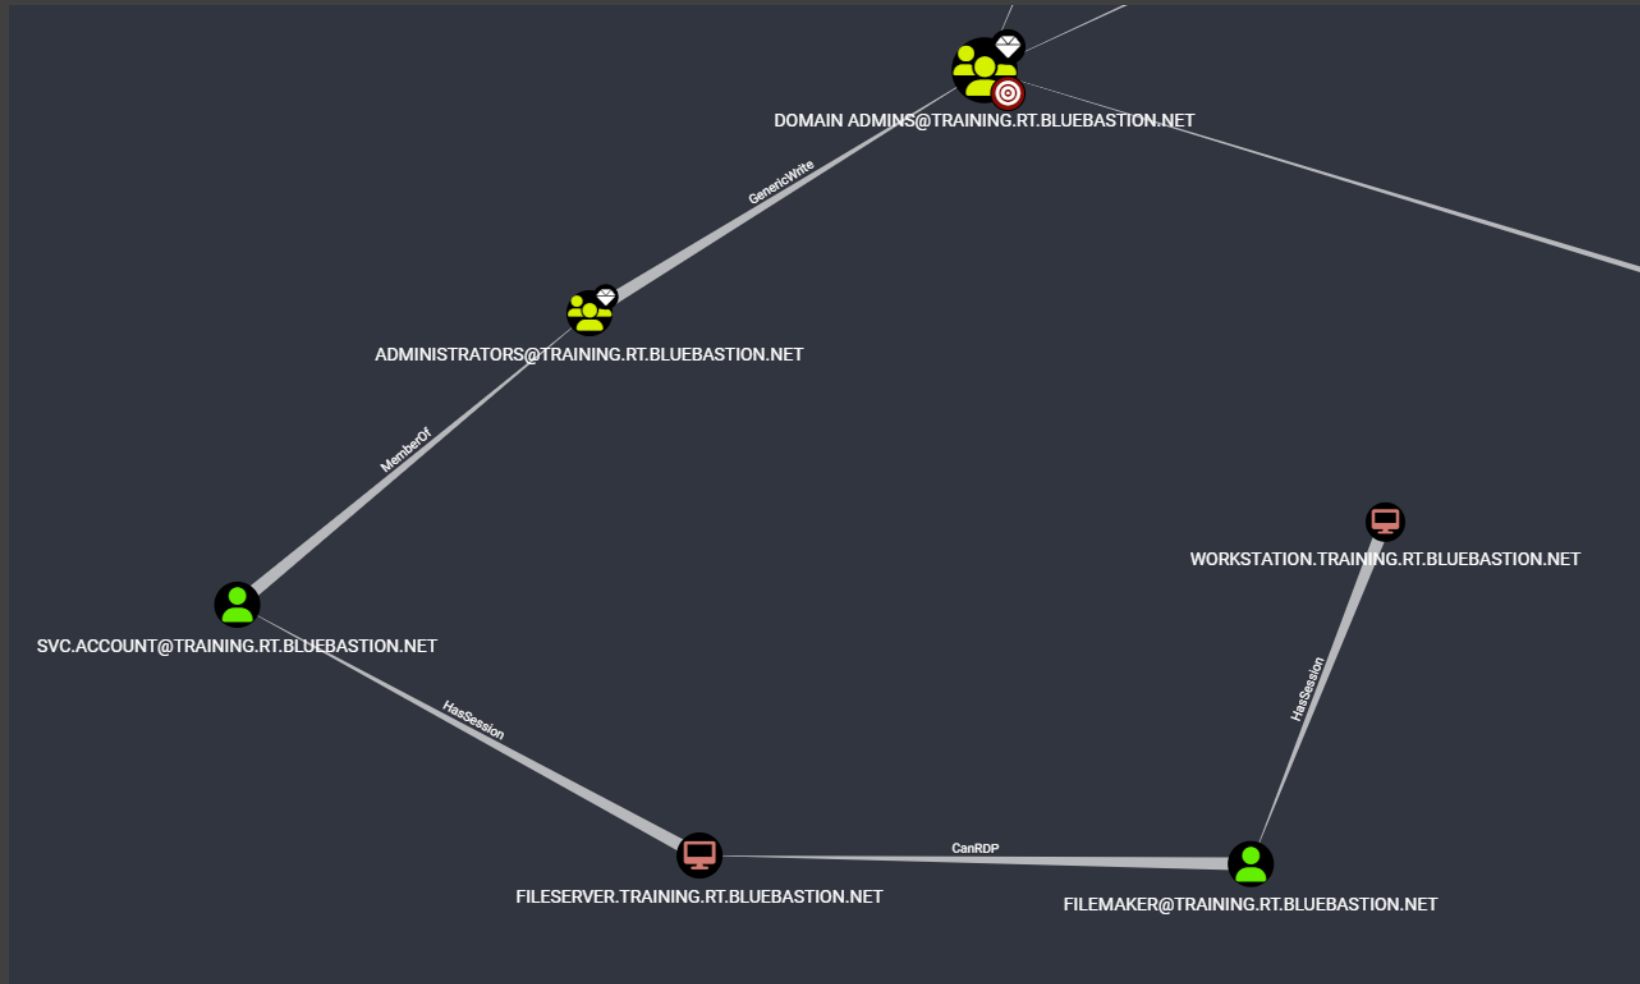 DOMAIN ADMINS@TRAINING.RT.BLUEBASTION.NET
GenericWrite
ADMINISTRATORS@TRAINING.RT.BLUEBASTION.NET
MemberOf
WORKSTATION.TRAINING.RT.BLUEBASTION.NET
SVC.ACCOUNT@TRAINING.RT.BLUEBASTION.NET
HasSession
HasSession
CanRDP
FILESERVER.TRAINING.RT.BLUEBASTION.NET
FILEMAKER@TRAINING.RT.BLUEBASTION.NET